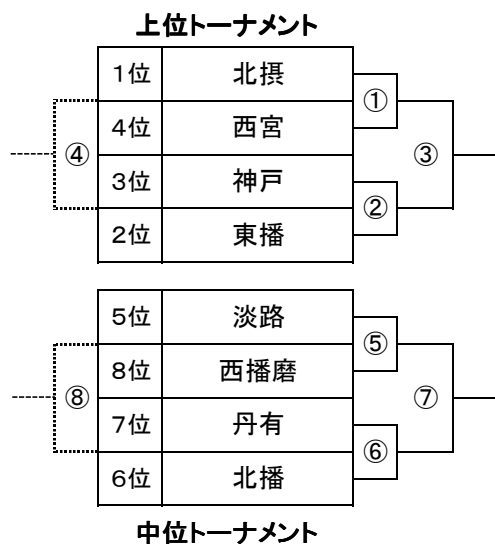 上位トーナメント
1位 北摂 ①
4位 西宮
④ ③
3位 神戸 ②
2位 東播
5位 淡路 ⑤
8位 西播磨
⑧ ⑦
7位 丹有 ⑥
6位 北播
中位トーナメント